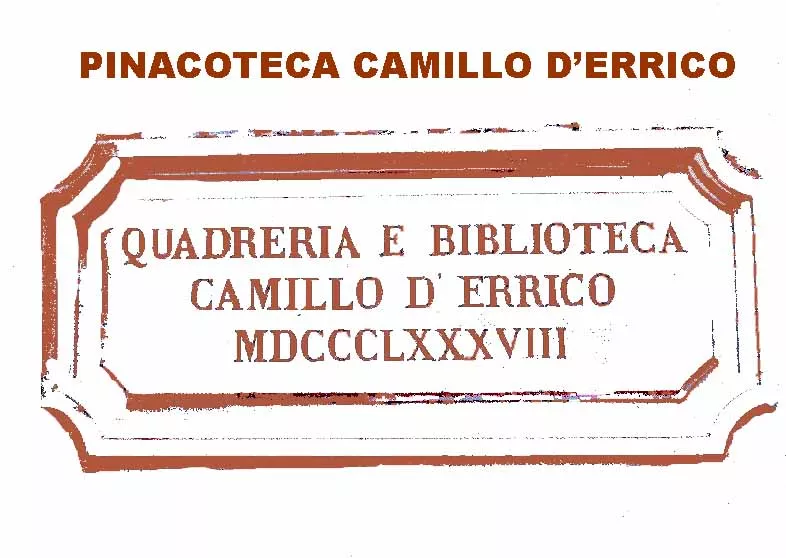 PINACOTECA CAMILLO D’ERRICO
QUADRERIA E BIBLIOTECA
CAMILLO D' ERRICO
MDCCCLXXXVIII